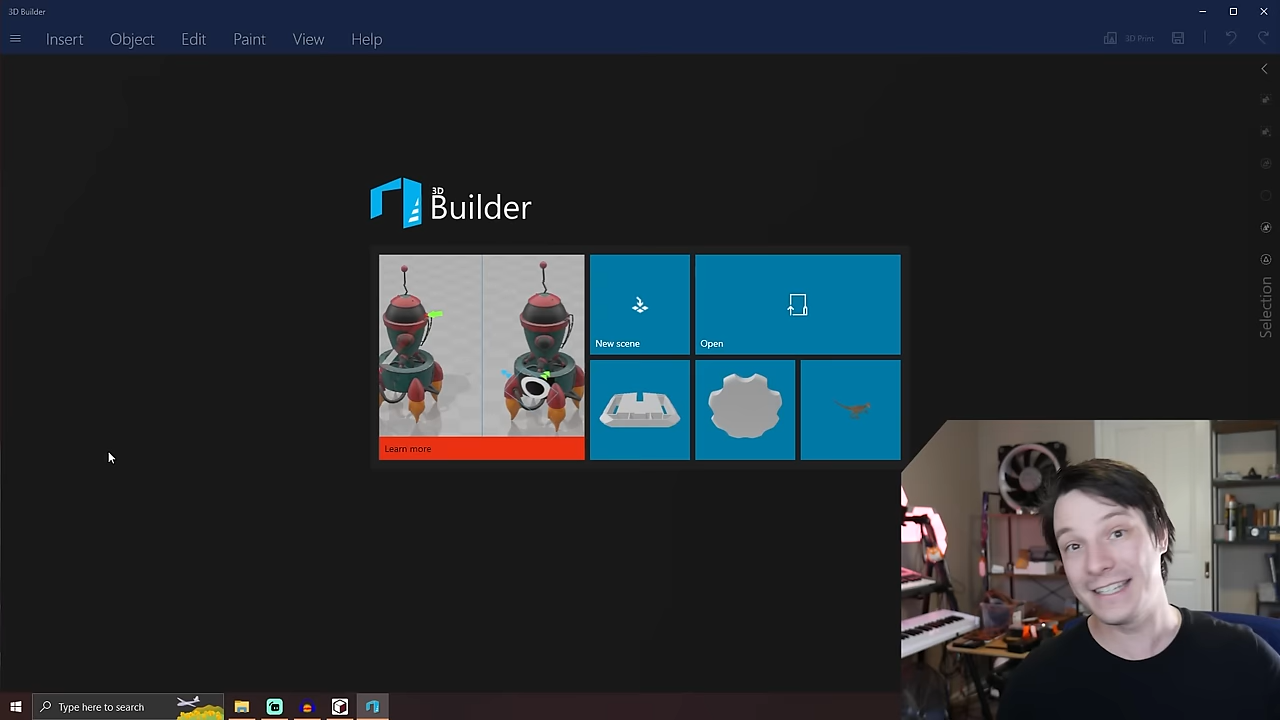 3D Builder
Insert Object Edit Paint View Help
3D Print
3D
Builder
New scene
Open
Learn more
Selection
Type here to search